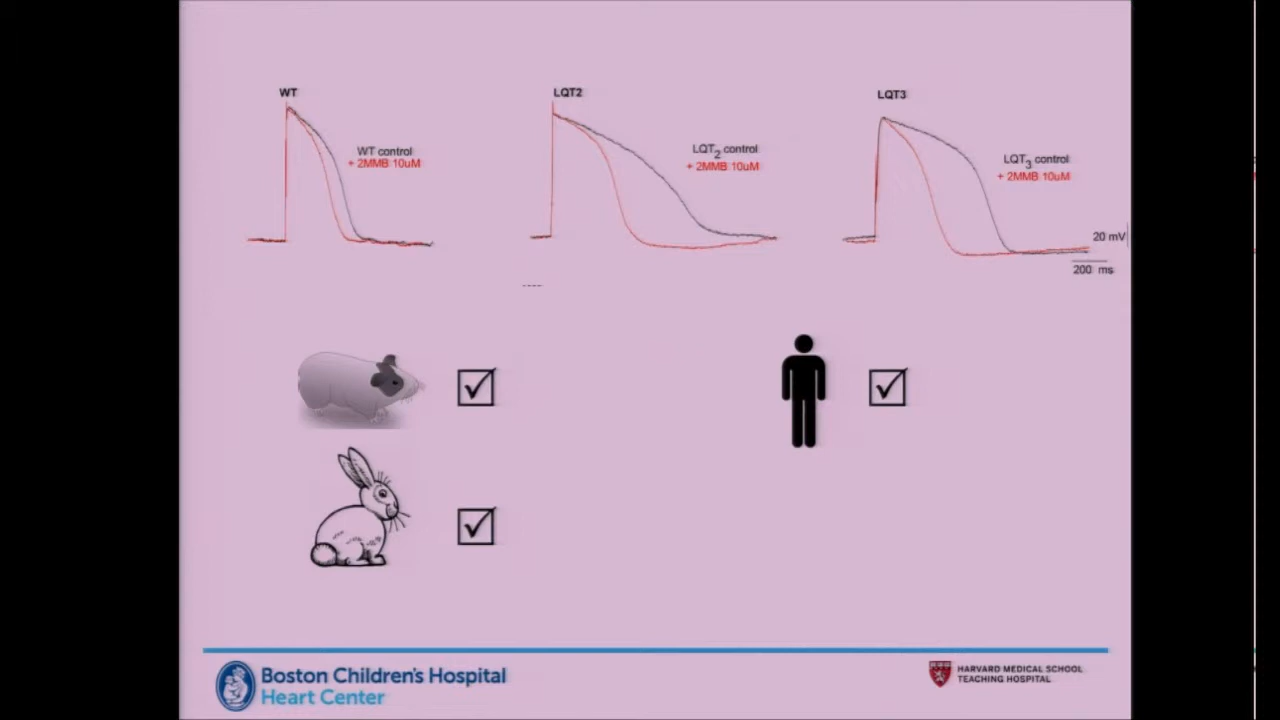 WT
WT control
+ 2MMB 10uM
LQT2
LQT2 control
+ 2MMB 10uM
LQT3
LQT3 control
+ 2MMB 10uM
20 mV
200 ms
Boston Children's Hospital
Heart Center
HARVARD MEDICAL SCHOOL
TEACHING HOSPITAL